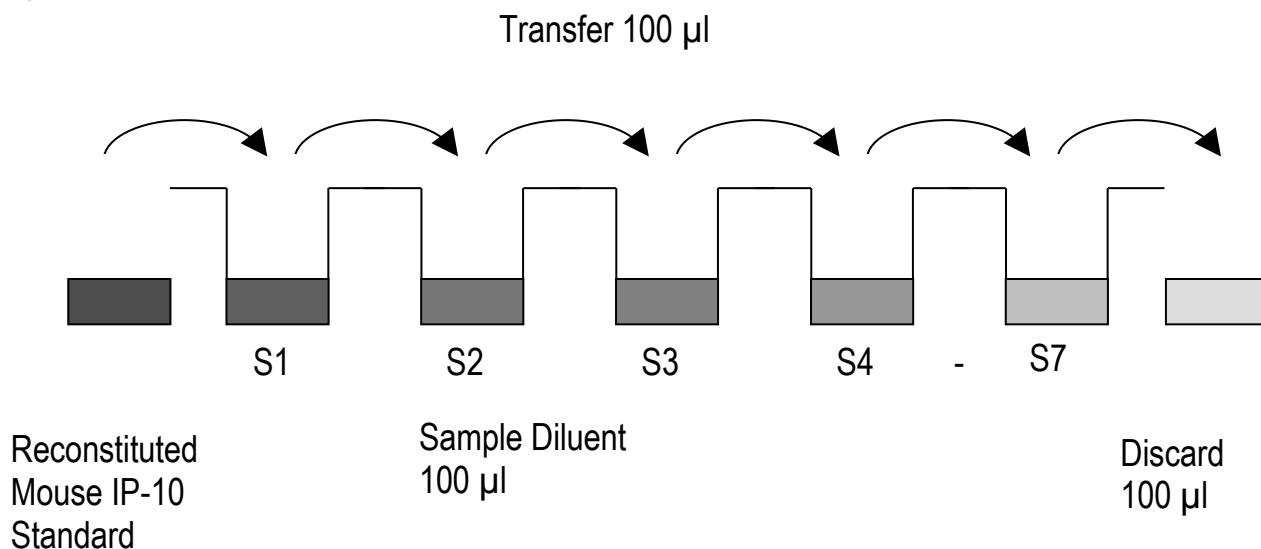 Transfer 100 µl
S1 S2 S3 S4 - S7
Reconstituted
Mouse IP-10
Standard
Sample Diluent
100 µl
Discard
100 µl